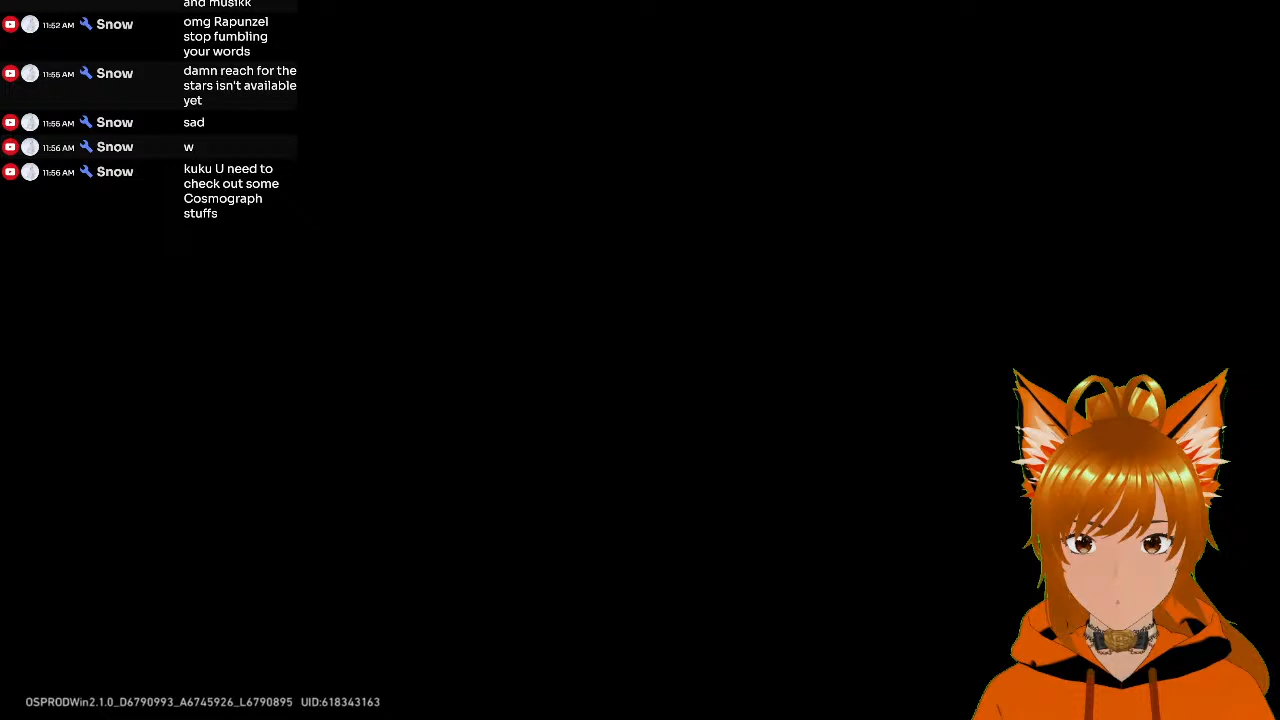 and musikk
11:52 AM Snow omg Rapunzel
stop fumbling
your words
11:55 AM Snow damn reach for the
stars isn't available
yet
11:55 AM Snow sad
11:56 AM Snow w
11:56 AM Snow kuku U need to
check out some
Cosmograph
stuffs
OSPRODWin2.1.0_D6790993_A6745926_L6790895 UID:618343163